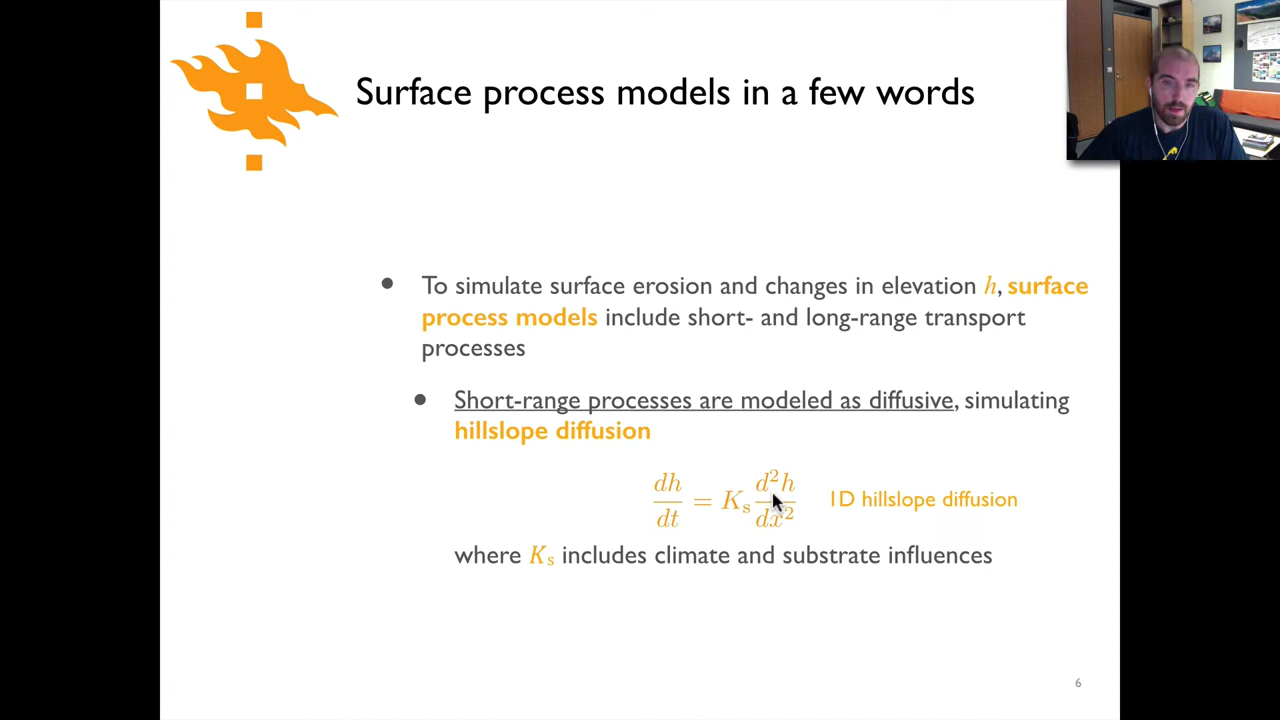 Surface process models in a few words
• To simulate surface erosion and changes in elevation h, surface
process models include short- and long-range transport
processes
• Short-range processes are modeled as diffusive, simulating
hillslope diffusion
dh/dt = Kₛ d²h/dx² 1D hillslope diffusion
where Kₛ includes climate and substrate influences
6